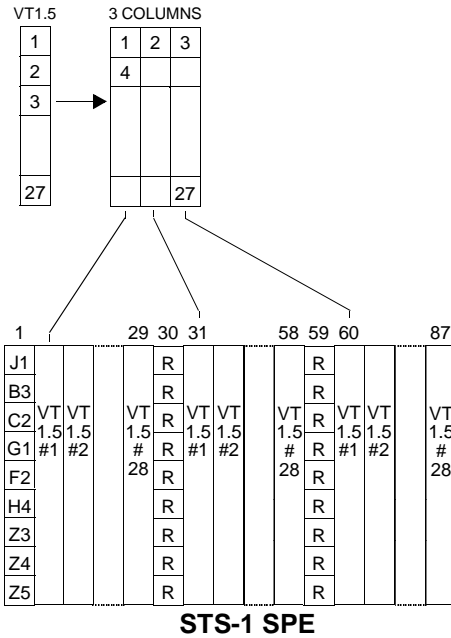 VT1.5 3 COLUMNS
1 1 2 3
2 4
3
27 27
1 29 30 31 58 59 60 87
J1 R R
B3 R R
C2 VT VT VT R VT VT VT R VT VT VT
G1 1.5 1.5 1.5 R 1.5 1.5 1.5 R 1.5 1.5 1.5
#1 #2 # #1 #2 # #1 #2 #
F2 28 R 28 R 28
H4 R R
Z3 R R
Z4 R R
Z5 R R
STS-1 SPE